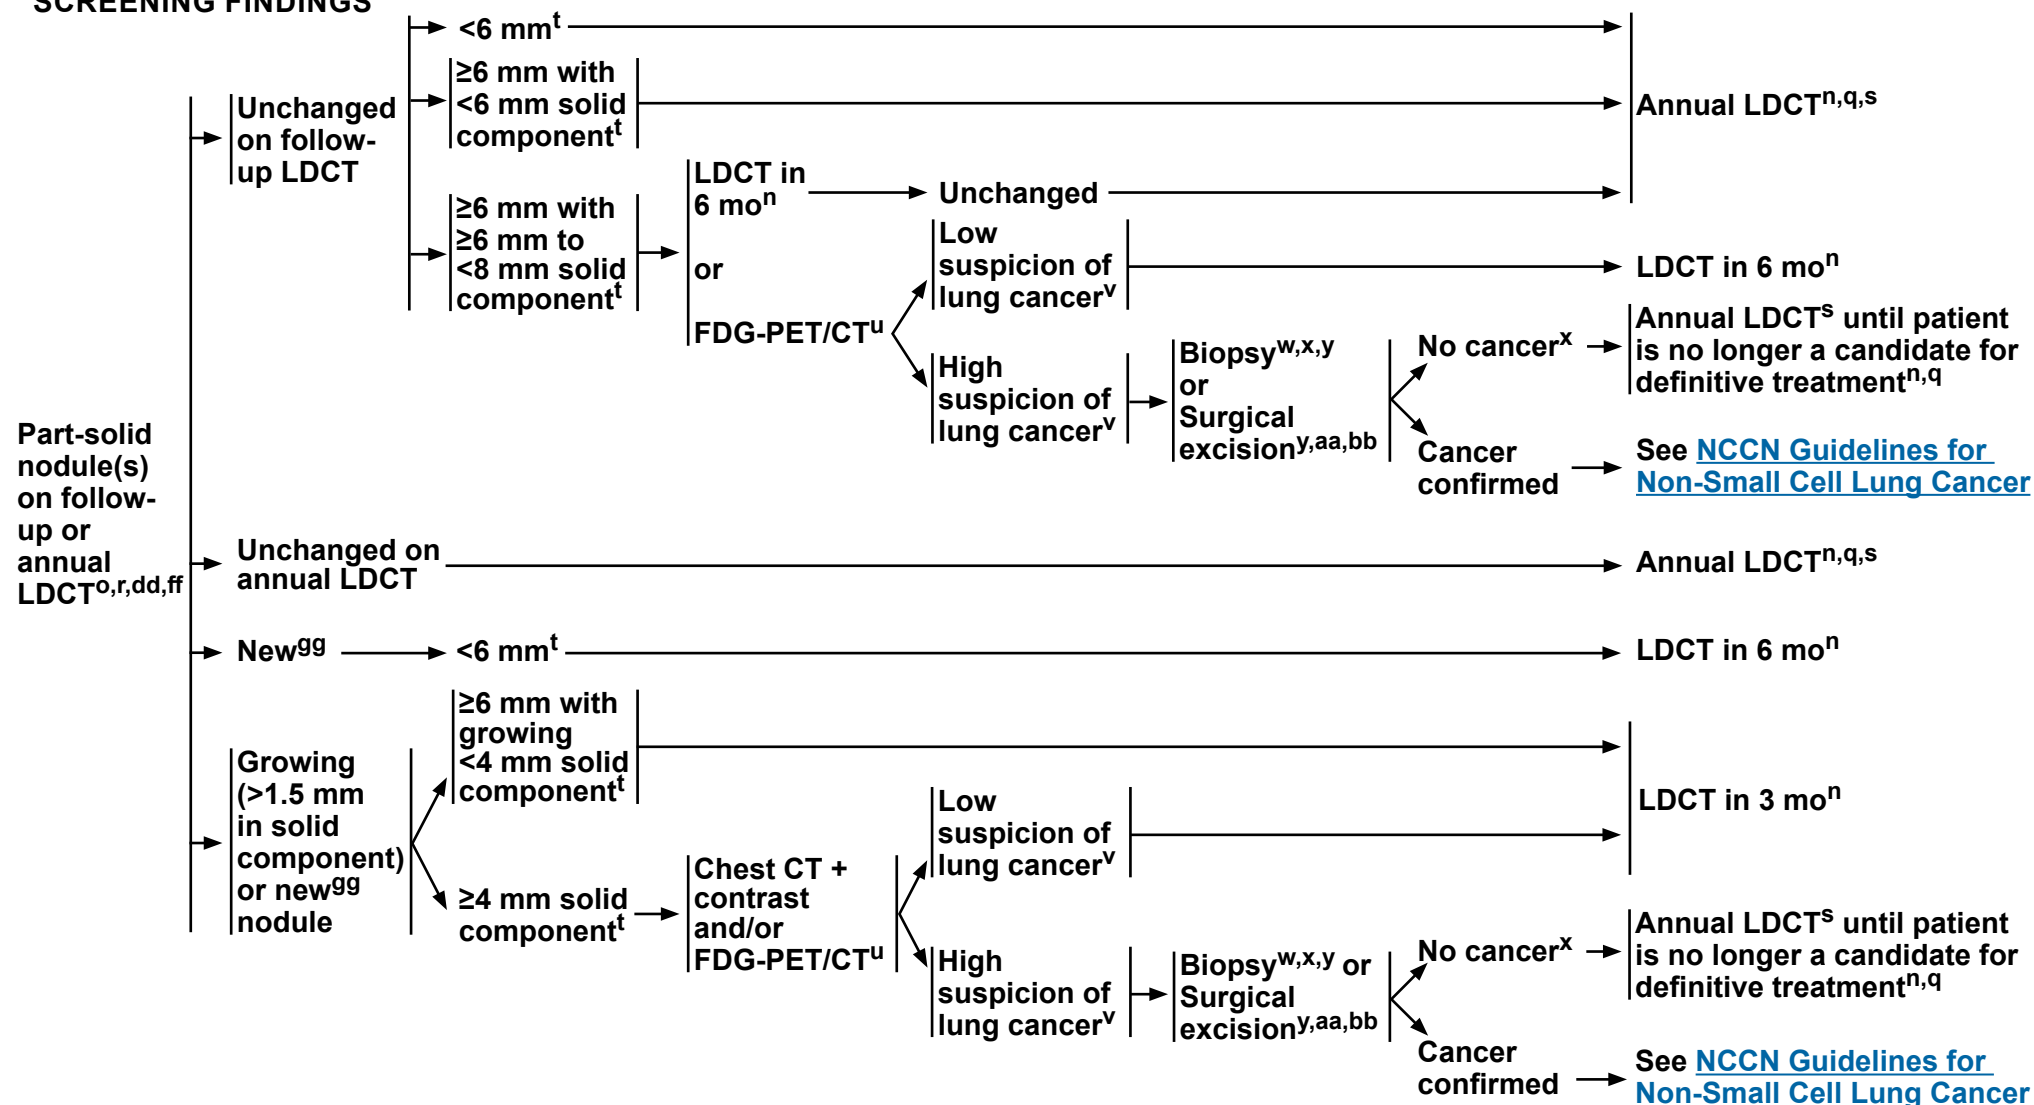 SCREENING FINDINGS
Part-solid
nodule(s)
on follow-
up or
annual
LDCTo,r,dd,ff
Unchanged
on follow-
up LDCT
<6 mmt
≥6 mm with
<6 mm solid
componentt
≥6 mm with
≥6 mm to
<8 mm solid
componentt
LDCT in
6 mon
or
FDG-PET/CTu
Unchanged
Annual LDCTn,q,s
Low
suspicion of
lung cancerv
LDCT in 6 mon
High
suspicion of
lung cancerv
Biopsyw,x,y
or
Surgical
excisiony,aa,bb
No cancerx
Annual LDCTs until patient
is no longer a candidate for
definitive treatmentn,q
Cancer
confirmed
See NCCN Guidelines for
Non-Small Cell Lung Cancer
Unchanged on
annual LDCT
Annual LDCTn,q,s
Newgg
<6 mmt
LDCT in 6 mon
Growing
(>1.5 mm
in solid
component)
or newgg
nodule
≥6 mm with
growing
<4 mm solid
componentt
≥4 mm solid
componentt
Chest CT +
contrast
and/or
FDG-PET/CTu
Low
suspicion of
lung cancerv
LDCT in 3 mon
High
suspicion of
lung cancerv
Biopsyw,x,y or
Surgical
excisiony,aa,bb
No cancerx
Annual LDCTs until patient
is no longer a candidate for
definitive treatmentn,q
Cancer
confirmed
See NCCN Guidelines for
Non-Small Cell Lung Cancer